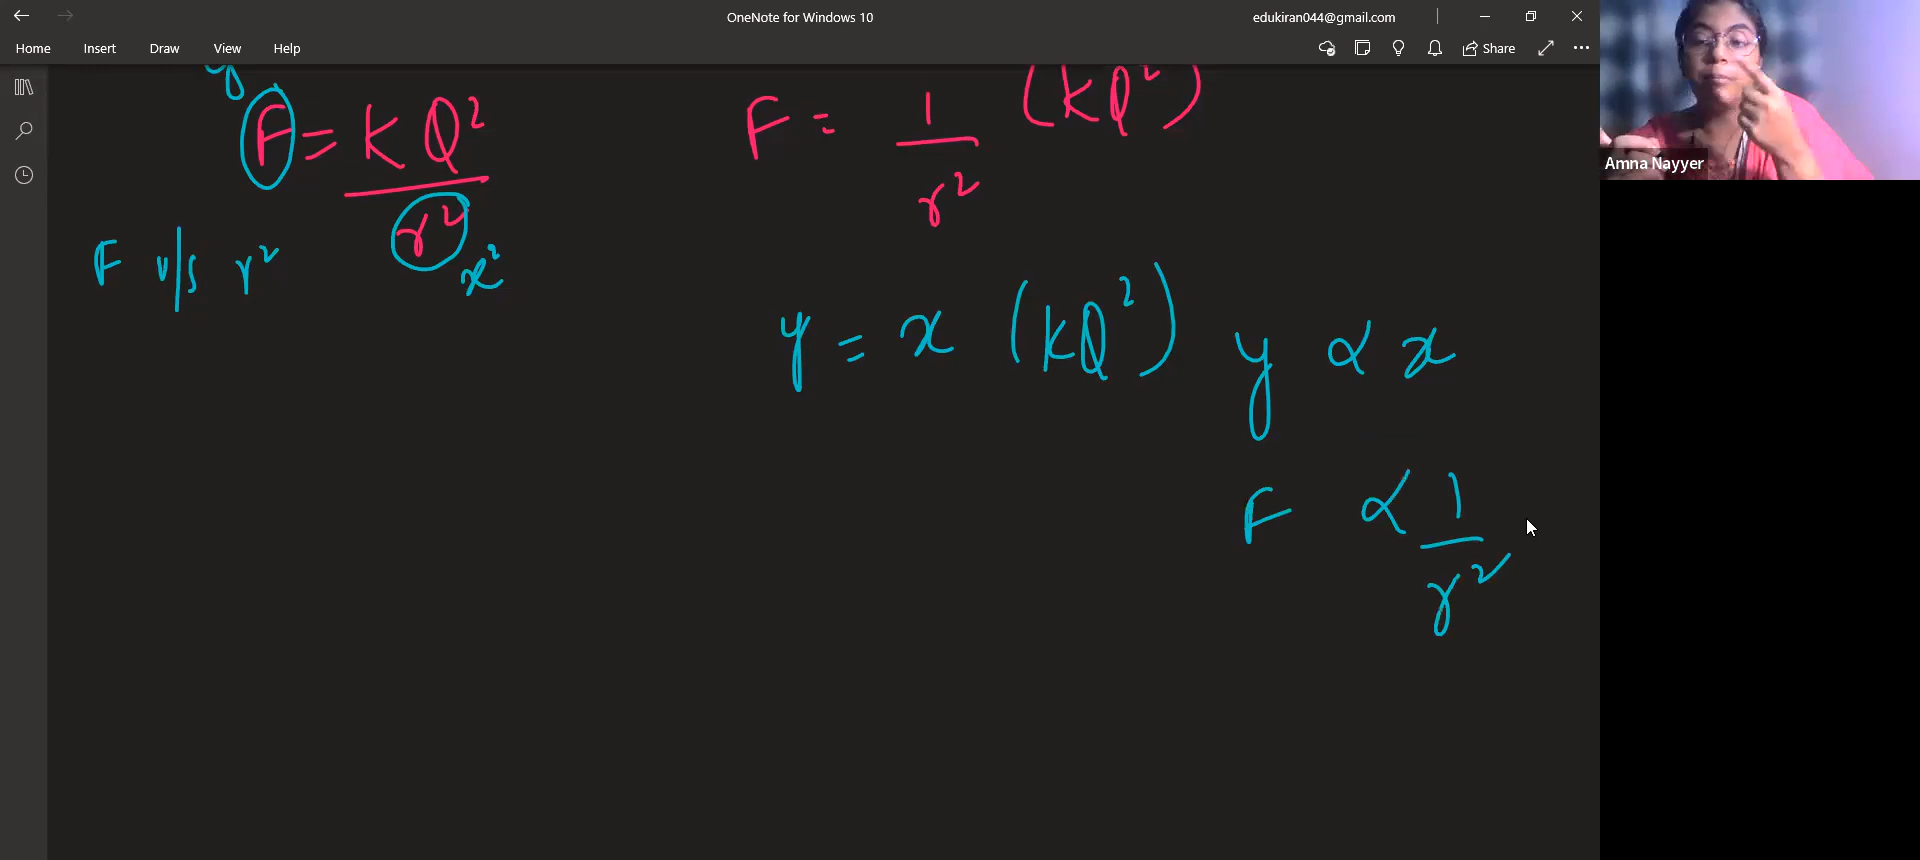 OneNote for Windows 10
edukiran044@gmail.com
Home Insert Draw View Help
Share
Amna Nayyer
y
F = KQ²/r²
x²
F v/s r²
F = 1/r² (KQ²)
y = x (KQ²)
y ∝ x
F ∝ 1/r²